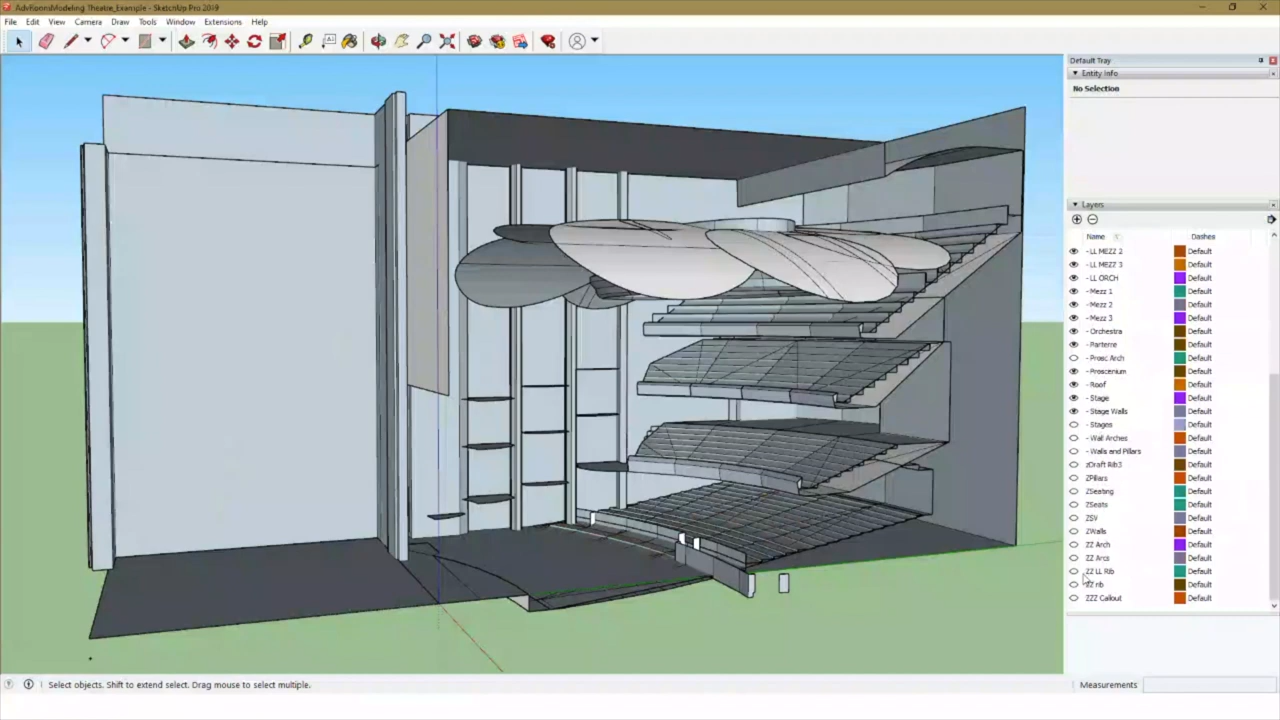 AdvRoomsModeling Theatre_Example - SketchUp Pro 2019
File Edit View Camera Draw Tools Window Extensions Help
Default Tray
Entity Info
No Selection
Layers
Name Dashes
- LL MEZZ 2 Default
- LL MEZZ 3 Default
- LL ORCH Default
- Mezz 1 Default
- Mezz 2 Default
- Mezz 3 Default
- Orchestra Default
- Parterre Default
- Prosc Arch Default
- Proscenium Default
- Roof Default
- Stage Default
- Stage Walls Default
- Stages Default
- Wall Arches Default
- Walls and Pillars Default
zDraft Rib3 Default
ZPillars Default
ZSeating Default
ZSeats Default
ZSV Default
ZWalls Default
ZZ Arch Default
ZZ Arcs Default
ZZ LL Rib Default
ZZ rib Default
ZZZ Callout Default
Select objects. Shift to extend select. Drag mouse to select multiple.
Measurements